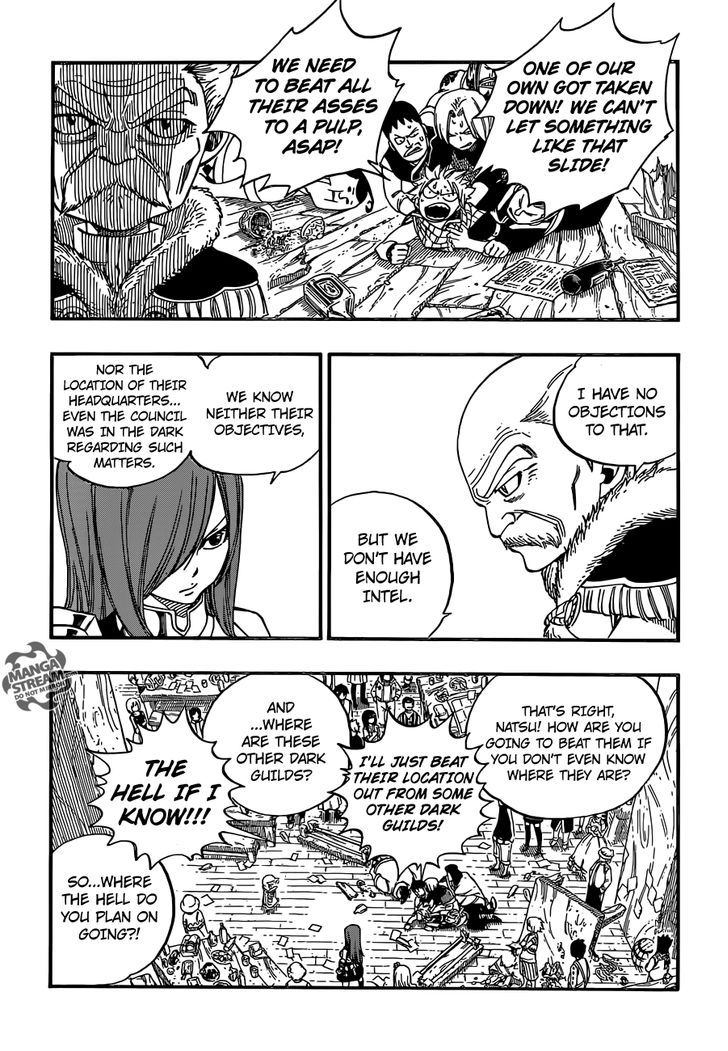 ONE OF OUR
OWN GOT TAKEN
DOWN! WE CAN'T
LET SOMETHING
LIKE THAT
SLIDE!
WE NEED
TO BEAT ALL
THEIR ASSES
TO A PULP,
ASAP!
I HAVE NO
OBJECTIONS
TO THAT.
BUT WE
DON'T HAVE
ENOUGH
INTEL.
WE KNOW
NEITHER THEIR
OBJECTIVES,
NOR THE
LOCATION OF THEIR
HEADQUARTERS...
EVEN THE COUNCIL
WAS IN THE DARK
REGARDING SUCH
MATTERS.
THAT'S RIGHT,
NATSU! HOW ARE YOU
GOING TO BEAT THEM IF
YOU DON'T EVEN KNOW
WHERE THEY ARE?
I'LL JUST BEAT
THEIR LOCATION
OUT FROM SOME
OTHER DARK
GUILDS!
AND
...WHERE
ARE THESE
OTHER DARK
GUILDS?
THE
HELL IF I
KNOW!!!
SO...WHERE
THE HELL DO
YOU PLAN ON
GOING?!
MANGA
STREAM
DO NOT MIRROR